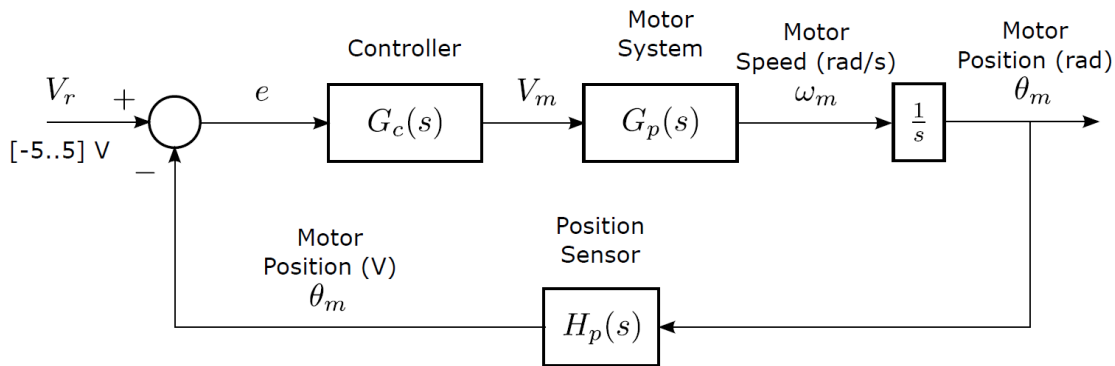 Controller
Motor
System
Motor
Speed (rad/s)
ω_m
Motor
Position (rad)
θ_m
V_r
+
−
[-5..5] V
e
G_c(s)
V_m
G_p(s)
1/s
Motor
Position (V)
θ_m
Position
Sensor
H_p(s)